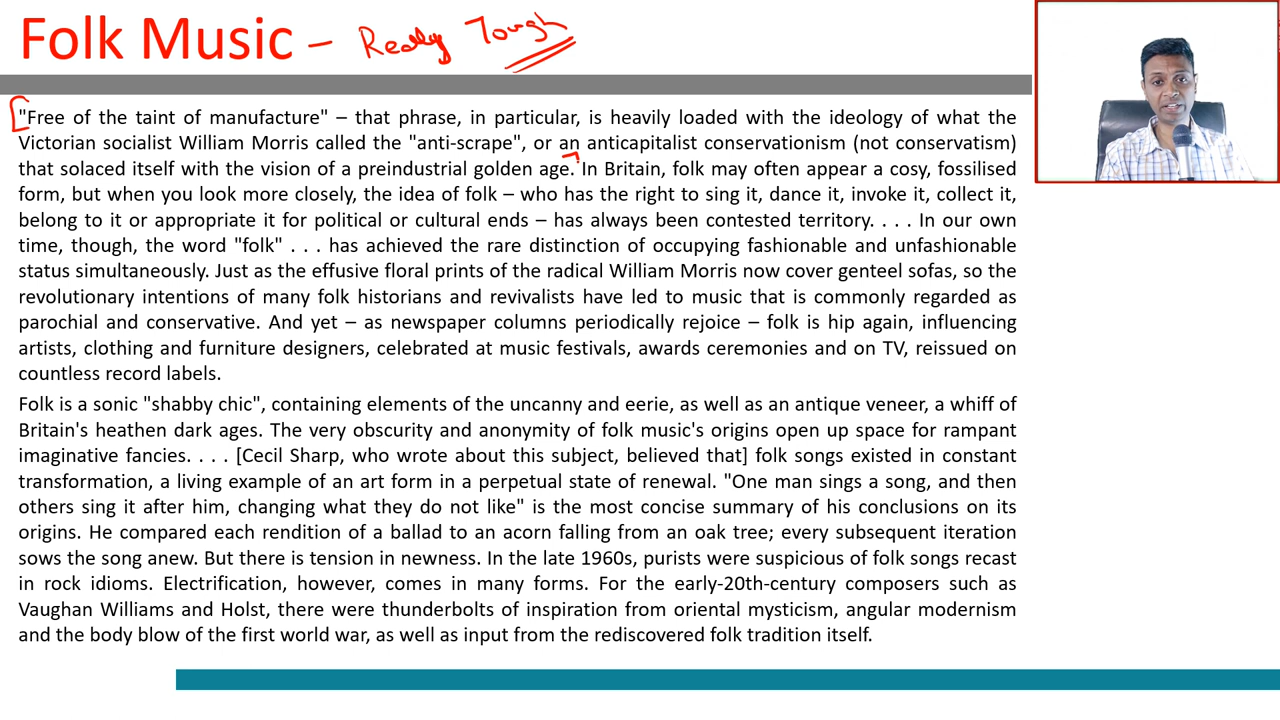 Folk Music – Really Tough
"Free of the taint of manufacture" – that phrase, in particular, is heavily loaded with the ideology of what the
Victorian socialist William Morris called the "anti-scrape", or an anticapitalist conservationism (not conservatism)
that solaced itself with the vision of a preindustrial golden age. In Britain, folk may often appear a cosy, fossilised
form, but when you look more closely, the idea of folk – who has the right to sing it, dance it, invoke it, collect it,
belong to it or appropriate it for political or cultural ends – has always been contested territory. . . . In our own
time, though, the word "folk" . . . has achieved the rare distinction of occupying fashionable and unfashionable
status simultaneously. Just as the effusive floral prints of the radical William Morris now cover genteel sofas, so the
revolutionary intentions of many folk historians and revivalists have led to music that is commonly regarded as
parochial and conservative. And yet – as newspaper columns periodically rejoice – folk is hip again, influencing
artists, clothing and furniture designers, celebrated at music festivals, awards ceremonies and on TV, reissued on
countless record labels.
Folk is a sonic "shabby chic", containing elements of the uncanny and eerie, as well as an antique veneer, a whiff of
Britain's heathen dark ages. The very obscurity and anonymity of folk music's origins open up space for rampant
imaginative fancies. . . . [Cecil Sharp, who wrote about this subject, believed that] folk songs existed in constant
transformation, a living example of an art form in a perpetual state of renewal. "One man sings a song, and then
others sing it after him, changing what they do not like" is the most concise summary of his conclusions on its
origins. He compared each rendition of a ballad to an acorn falling from an oak tree; every subsequent iteration
sows the song anew. But there is tension in newness. In the late 1960s, purists were suspicious of folk songs recast
in rock idioms. Electrification, however, comes in many forms. For the early-20th-century composers such as
Vaughan Williams and Holst, there were thunderbolts of inspiration from oriental mysticism, angular modernism
and the body blow of the first world war, as well as input from the rediscovered folk tradition itself.